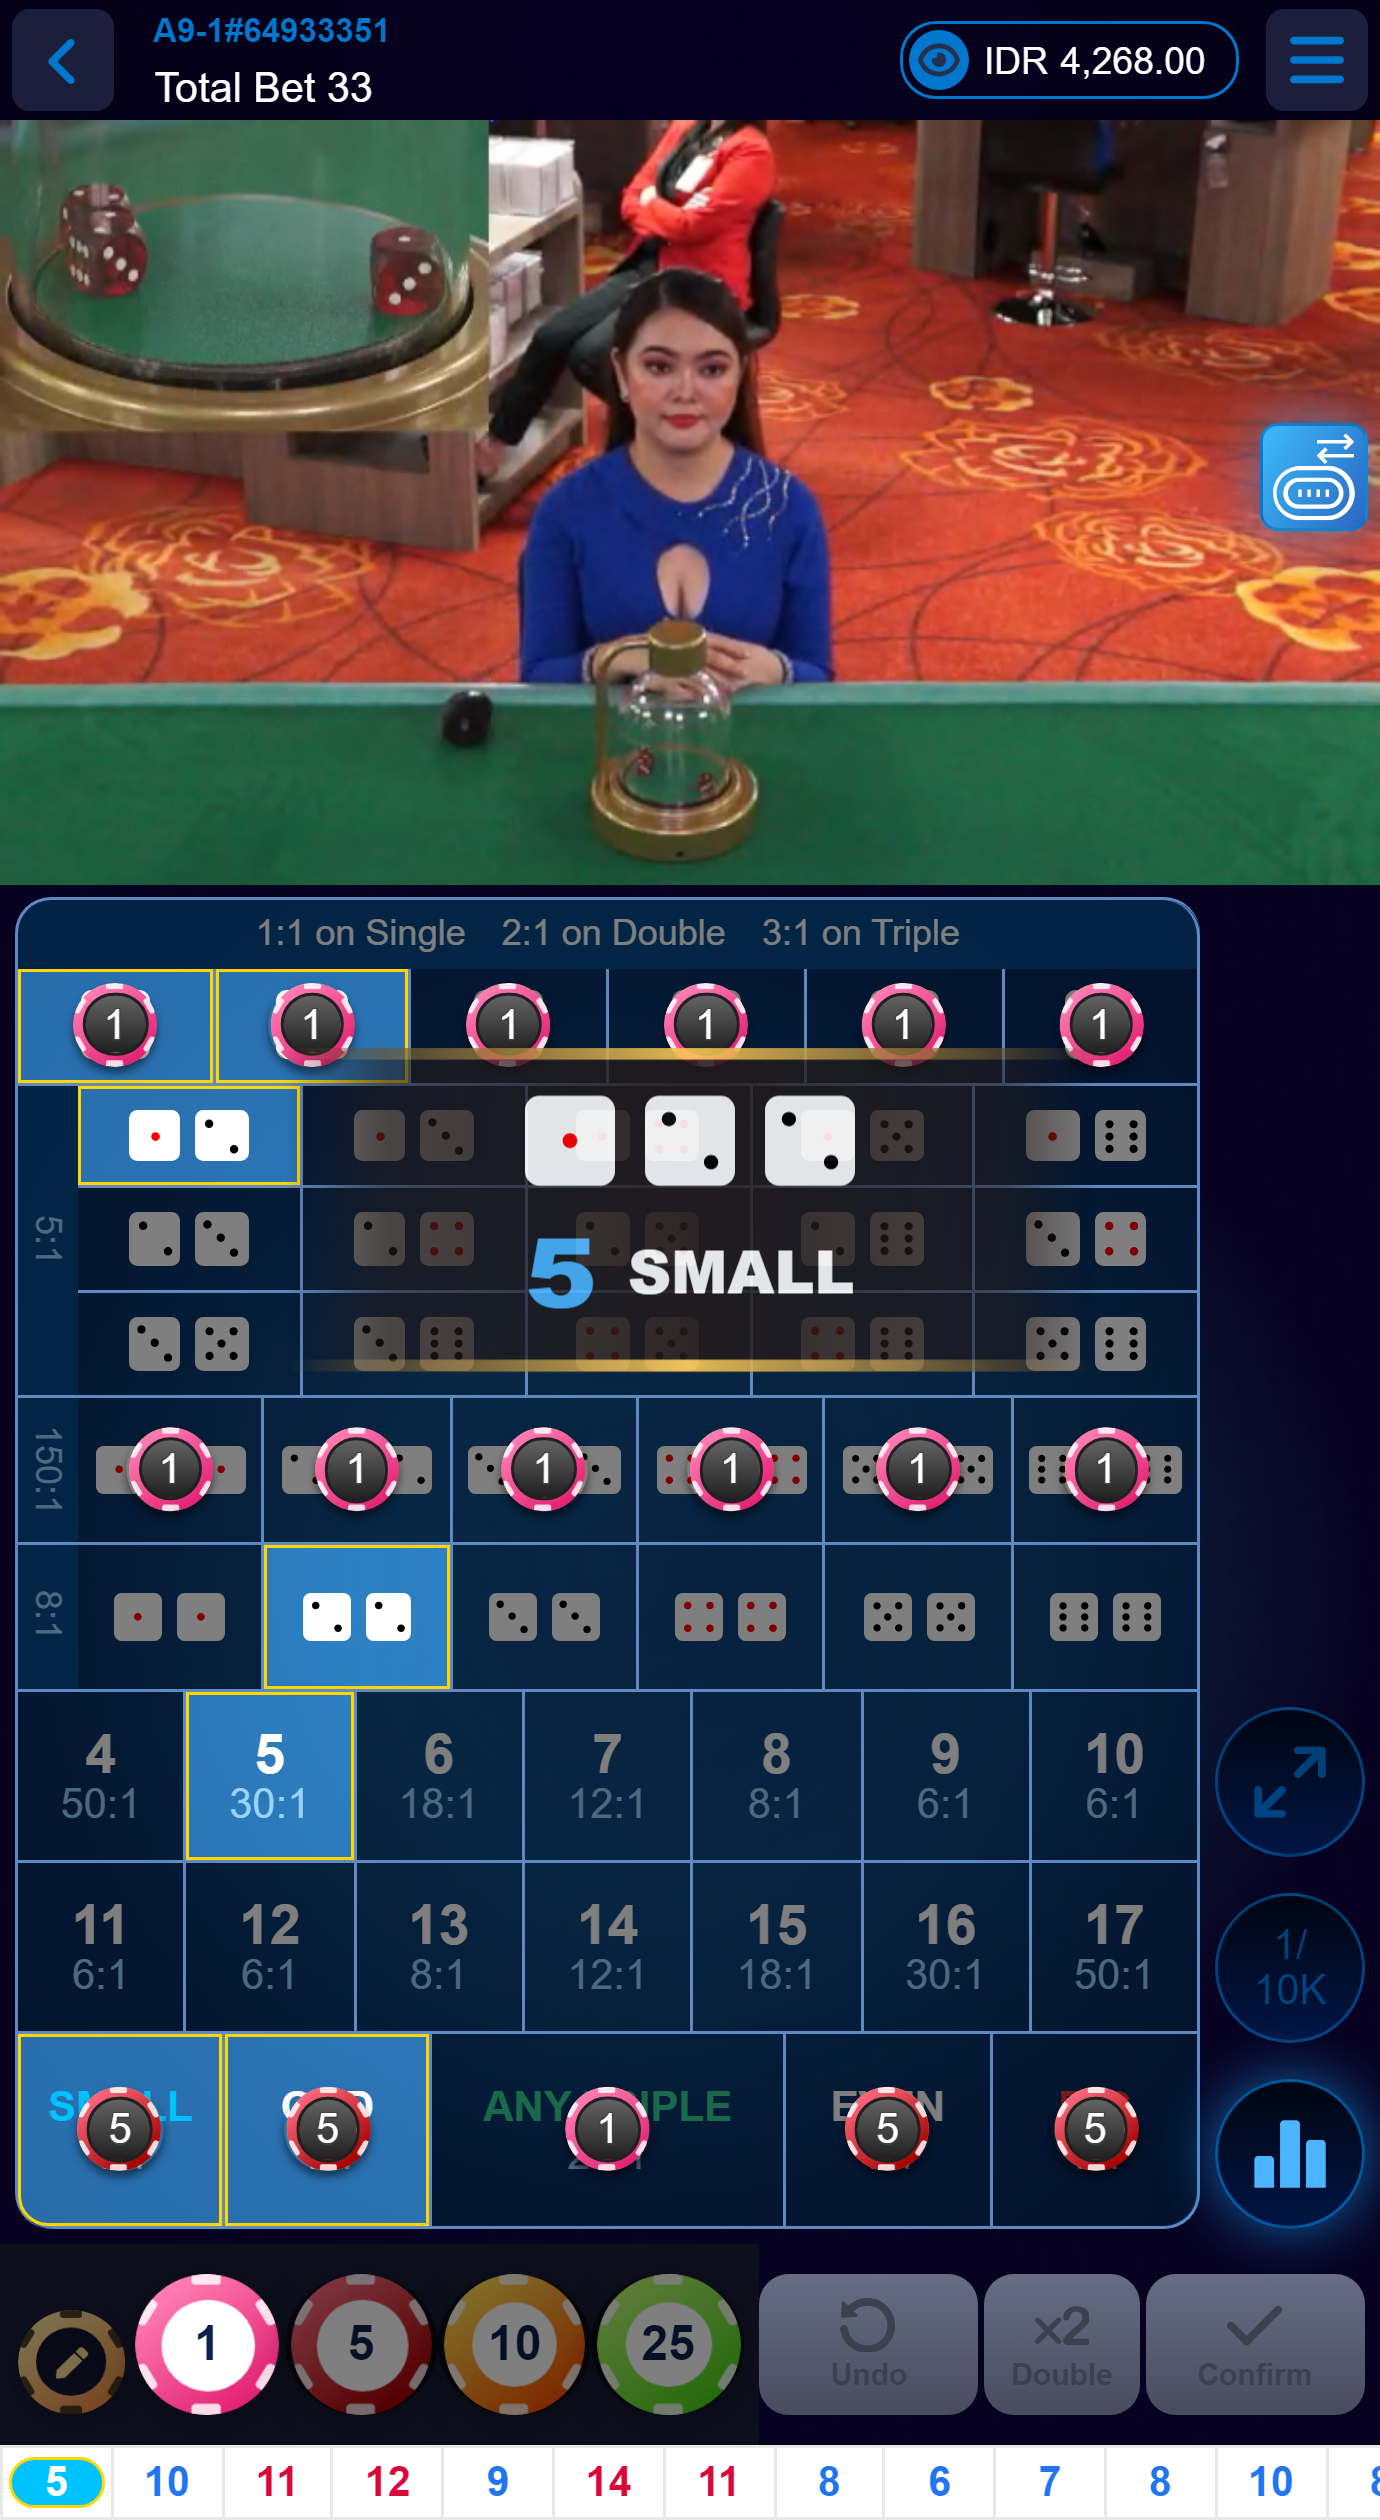 A9-1#64933351
Total Bet 33
IDR 4,268.00
1:1 on Single 2:1 on Double 3:1 on Triple
1 1 1 1 1 1
5:1
5 SMALL
150:1
1 1 1 1 1 1
8:1
4 5 6 7 8 9 10
50:1 30:1 18:1 12:1 8:1 6:1 6:1
11 12 13 14 15 16 17
6:1 6:1 8:1 12:1 18:1 30:1 50:1
1/
10K
5 5 1 5 5
1 5 10 25
x2
Undo Double Confirm
5 10 11 12 9 14 11 8 6 7 8 10